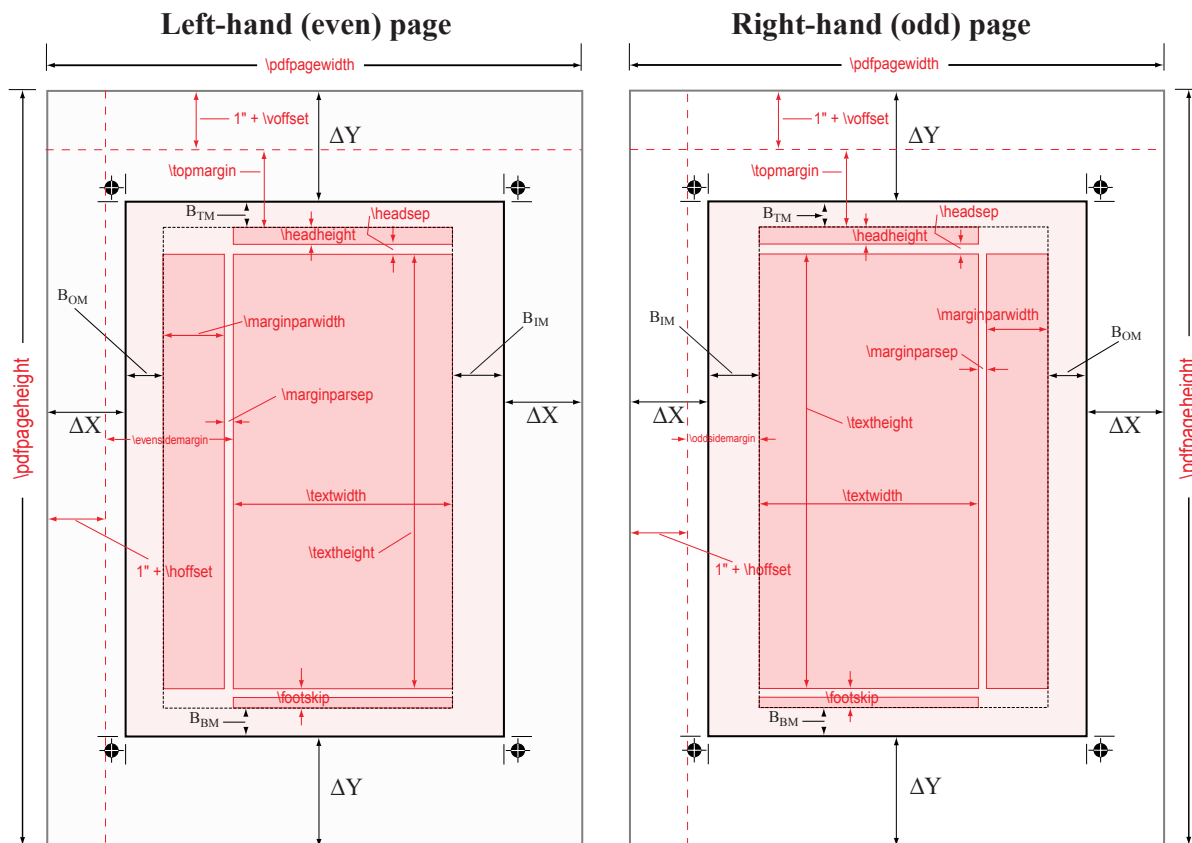 Left-hand (even) page
\pdfpagewidth
1" + \voffset
ΔY
\topmargin
B_TM
\headsep
\headheight
B_OM
\marginparwidth
B_IM
\marginparsep
ΔX
\evensidemargin
ΔX
\pdfpageheight
\textwidth
\textheight
1" + \hoffset
\footskip
B_BM
ΔY
Right-hand (odd) page
\pdfpagewidth
1" + \voffset
ΔY
\topmargin
B_TM
\headsep
\headheight
B_IM
\marginparwidth
B_OM
\marginparsep
ΔX
\textheight
ΔX
\oddsidemargin
\pdfpageheight
\textwidth
1" + \hoffset
\footskip
B_BM
ΔY